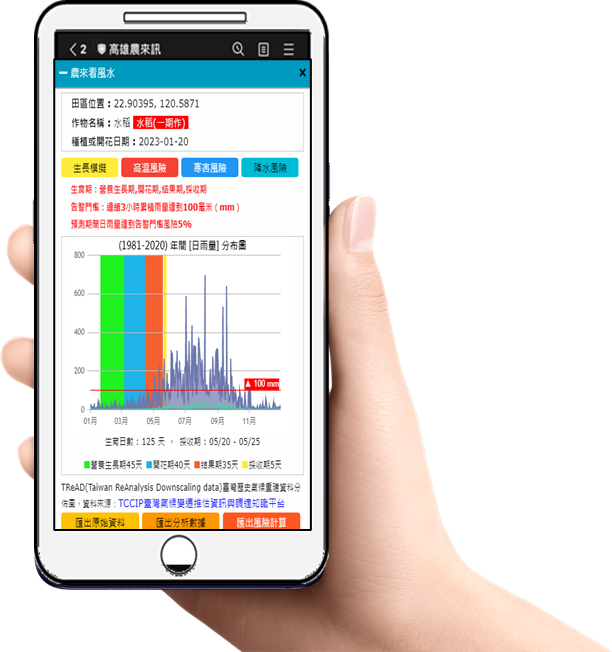 2 高雄農來訊
農來看風水 ×
田區位置：22.90395, 120.5871
作物名稱：水稻 水稻(一期作)
種植或開花日期：2023-01-20
生長模擬 高溫風險 寒害風險 降水風險
生育期：營養生長期,開花期,結果期,採收期
告警門檻：連續3小時累積雨量達到100毫米（mm）
預測期間日雨量達到告警門檻風險5%
(1981-2020) 年間 [日雨量] 分布圖
800
600
400
200
▲ 100 mm
0
01月 03月 05月 07月 09月 11月
生育日數：125 天 ， 採收期：05/20 - 05/25
營養生長期45天 開花期40天 結果期35天 採收期5天
TReAD(Taiwan ReAnalysis Downscaling data)臺灣歷史氣候重建資料分
佈圖，資料來源：TCCIP臺灣氣候變遷推估資訊與調適知識平台
匯出原始資料 匯出分析數據 匯出風險計算